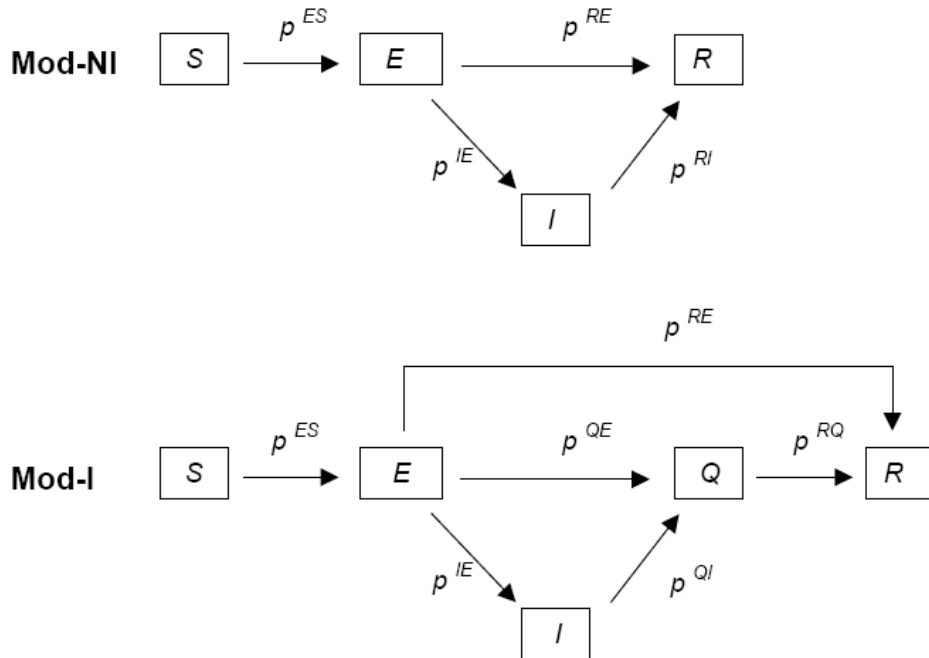 p ES p RE
Mod-NI S E R
p IE p RI
I
p RE
p ES p QE p RQ
Mod-I S E Q R
p IE p QI
I